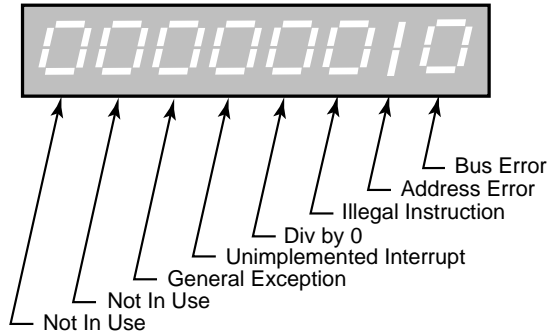 00000010
Bus Error
Address Error
Illegal Instruction
Div by 0
Unimplemented Interrupt
General Exception
Not In Use
Not In Use